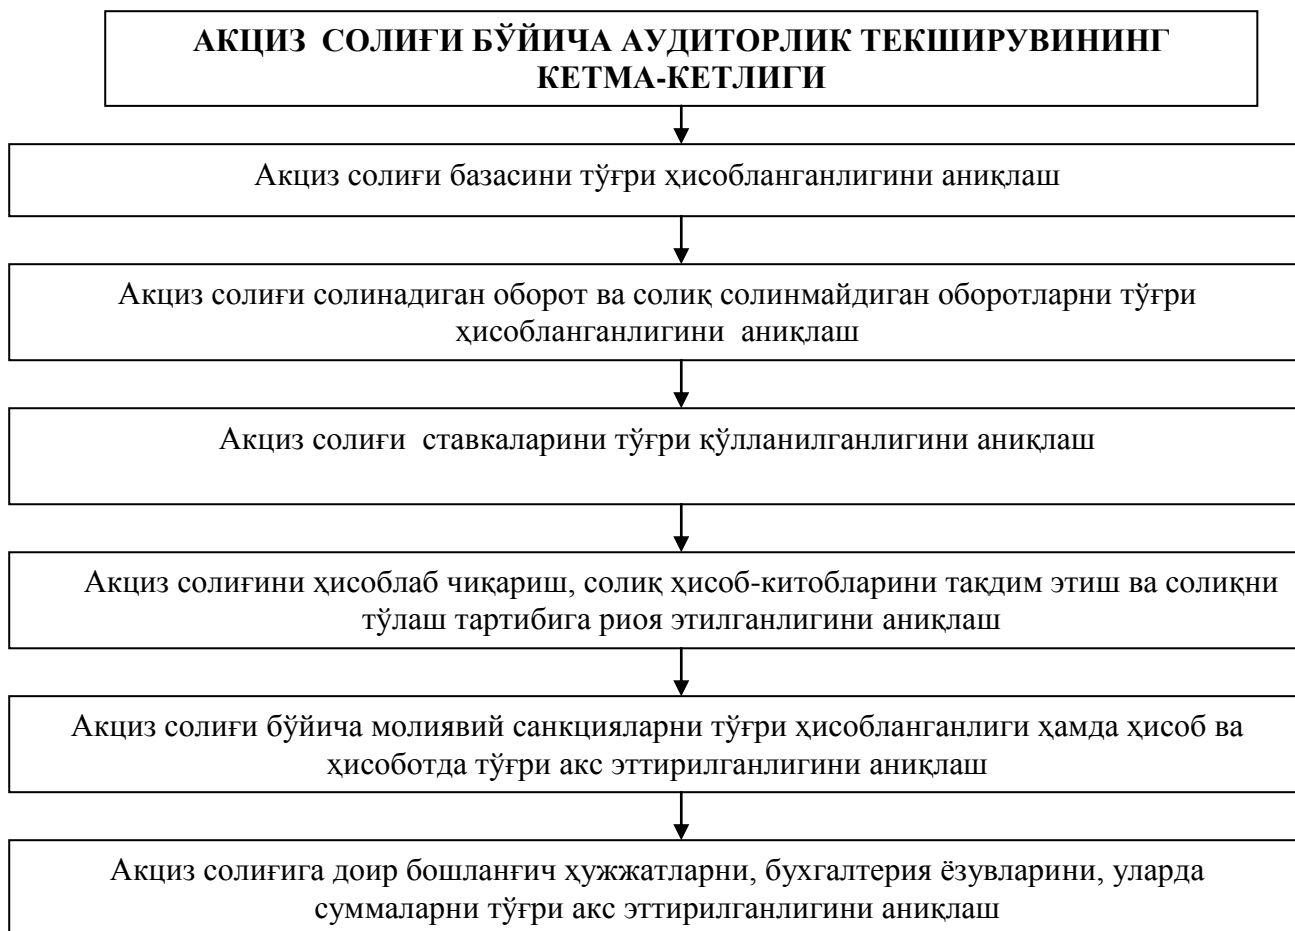 АКЦИЗ СОЛИҒИ БЎЙИЧА АУДИТОРЛИК ТЕКШИРУВИНИНГ
КЕТМА-КЕТЛИГИ
Акциз солиғи базасини тўғри ҳисобланганлигини аниқлаш
Акциз солиғи солинадиган оборот ва солиқ солинмайдиган оборотларни тўғри
ҳисобланганлигини аниқлаш
Акциз солиғи ставкаларини тўғри қўлланилганлигини аниқлаш
Акциз солиғини ҳисоблаб чиқариш, солиқ ҳисоб-китобларини тақдим этиш ва солиқни
тўлаш тартибига риоя этилганлигини аниқлаш
Акциз солиғи бўйича молиявий санкцияларни тўғри ҳисобланганлиги ҳамда ҳисоб ва
ҳисоботда тўғри акс эттирилганлигини аниқлаш
Акциз солиғига доир бошланғич ҳужжатларни, бухгалтерия ёзувларини, уларда
суммаларни тўғри акс эттирилганлигини аниқлаш